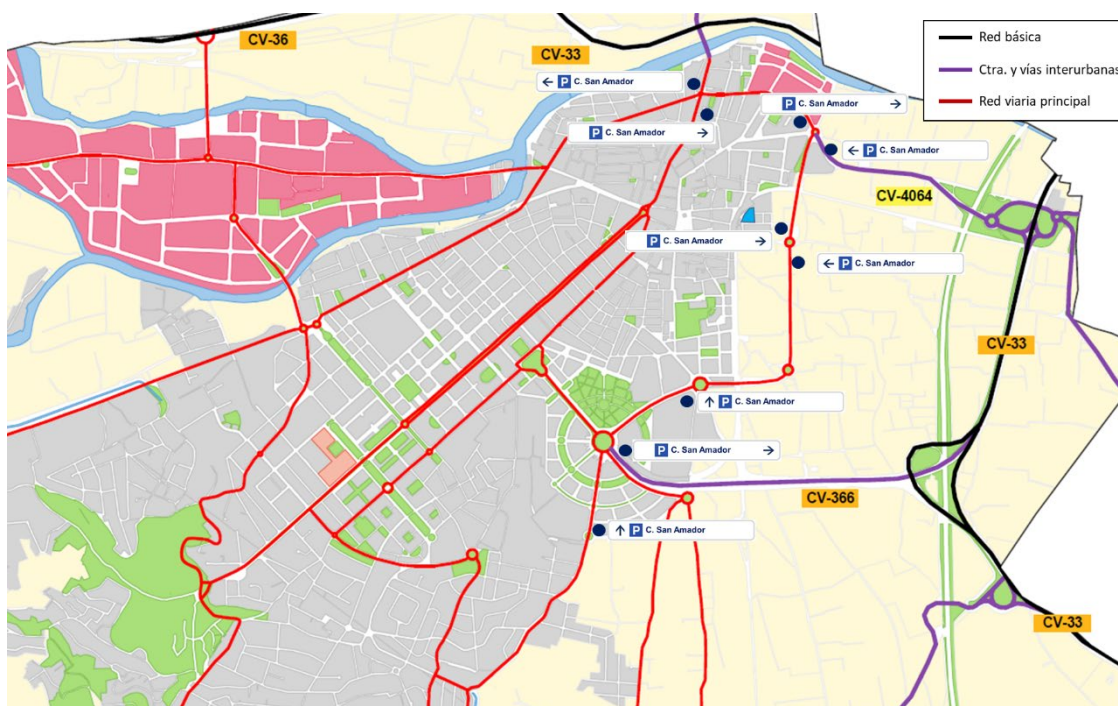 CV-36
CV-33
Red básica
Ctra. y vías interurbanas
Red viaria principal
← P C. San Amador
P C. San Amador →
P C. San Amador →
← P C. San Amador
CV-4064
P C. San Amador →
← P C. San Amador
CV-33
↑ P C. San Amador
P C. San Amador →
CV-366
↑ P C. San Amador
CV-33